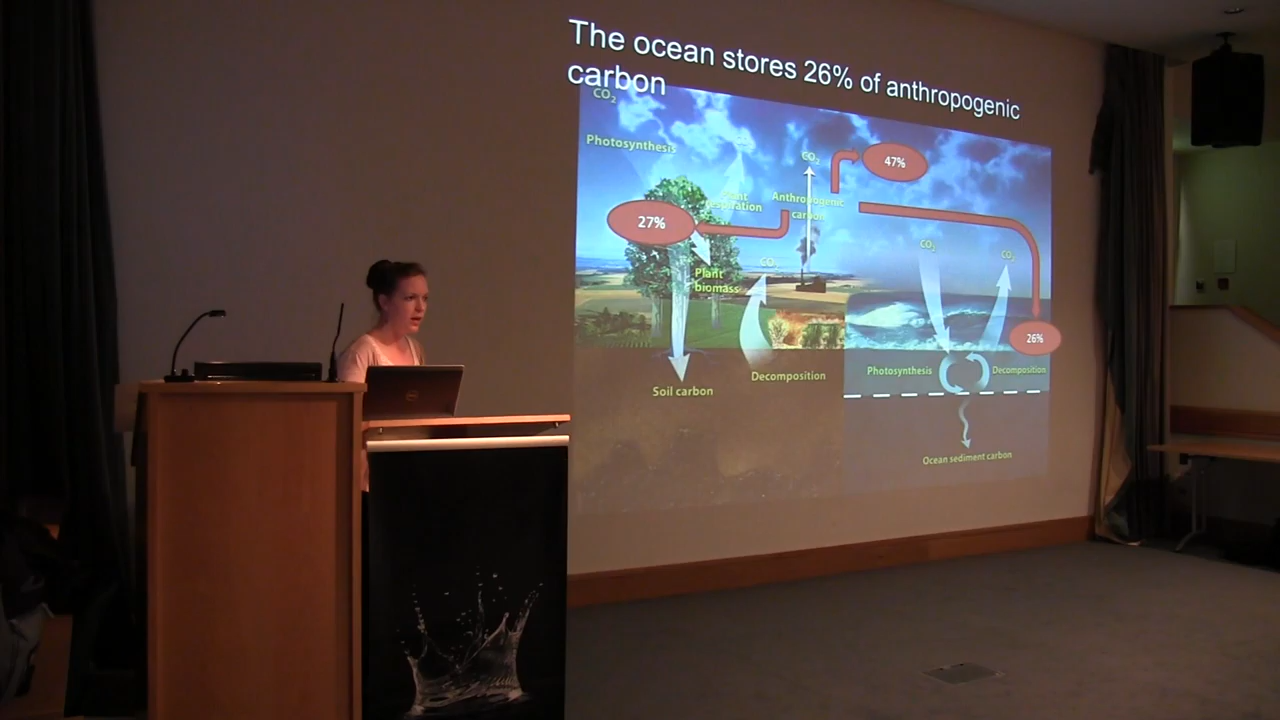 The ocean stores 26% of anthropogenic
carbon
CO2
Photosynthesis
CO2
47%
Plant
respiration
Anthropogenic
carbon
27%
CO2
CO2
Plant
biomass
CO2
26%
Photosynthesis
Decomposition
Decomposition
Soil carbon
Ocean sediment carbon
DELL